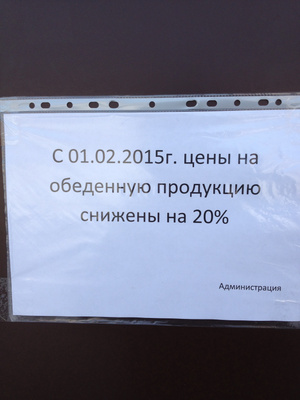 С 01.02.2015г. цены на
обеденную продукцию
снижены на 20%
Администрация